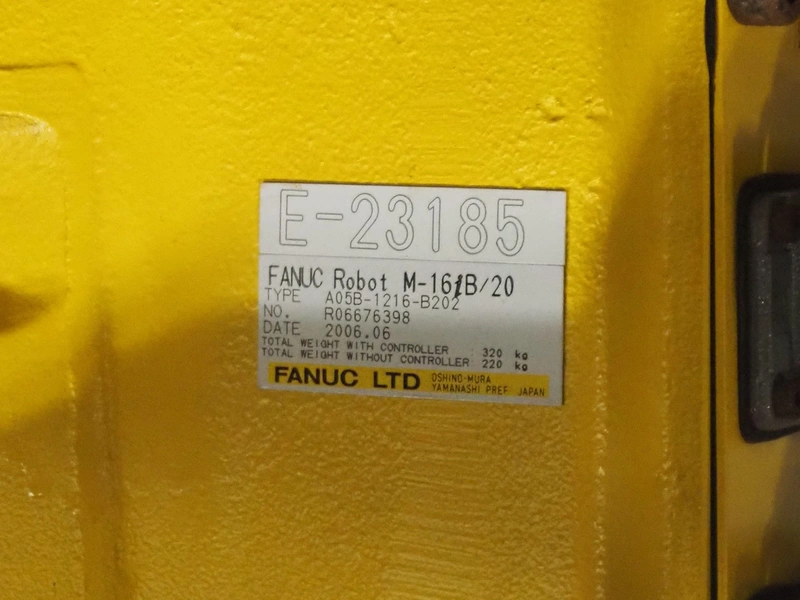 E-23185
FANUC Robot M-16iB/20
TYPE A05B-1216-B202
NO. R06676398
DATE 2006.06
TOTAL WEIGHT WITH CONTROLLER 320 kg
TOTAL WEIGHT WITHOUT CONTROLLER 220 kg
FANUC LTD OSHINO-MURA
YAMANASHI PREF. JAPAN